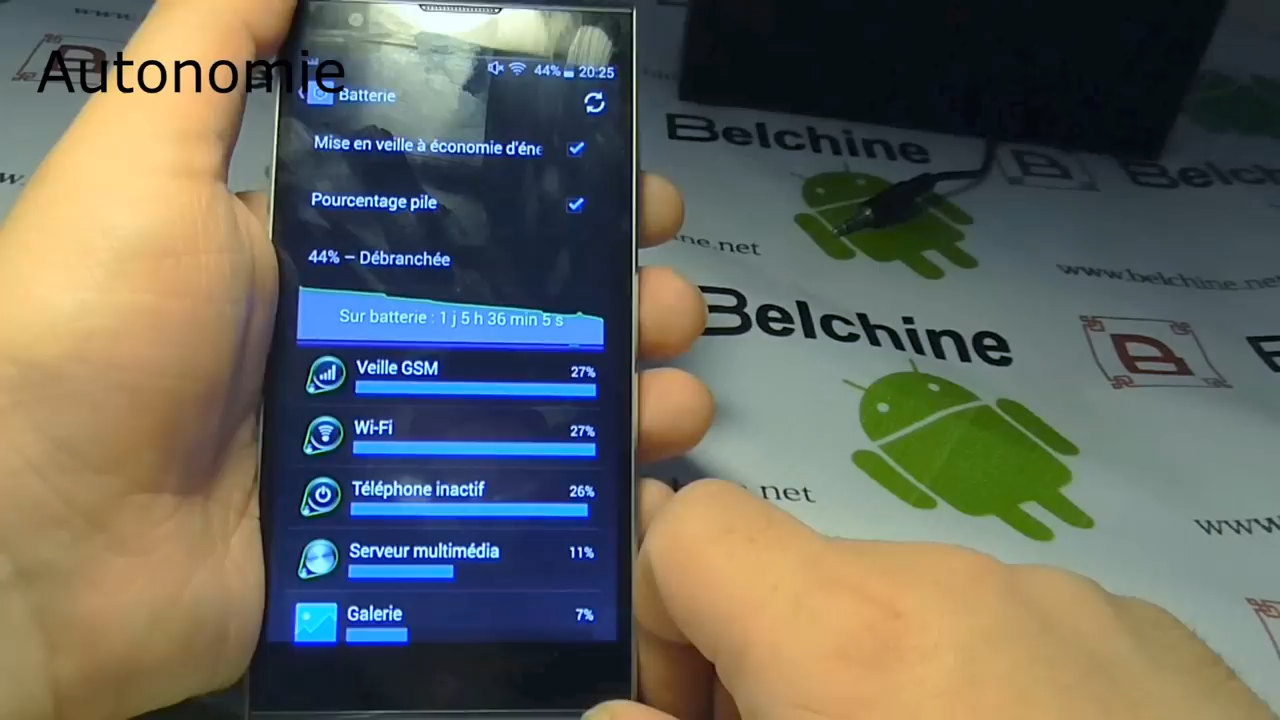 Autonomie
44% 20:25
Batterie
Mise en veille à économie d'éne
Pourcentage pile
44% – Débranchée
Sur batterie : 1 j 5 h 36 min 5 s
Veille GSM 27%
Wi-Fi 27%
Téléphone inactif 26%
Serveur multimédia 11%
Galerie 7%
Belchine
Belchine
www.belchine.net
Belchine
net